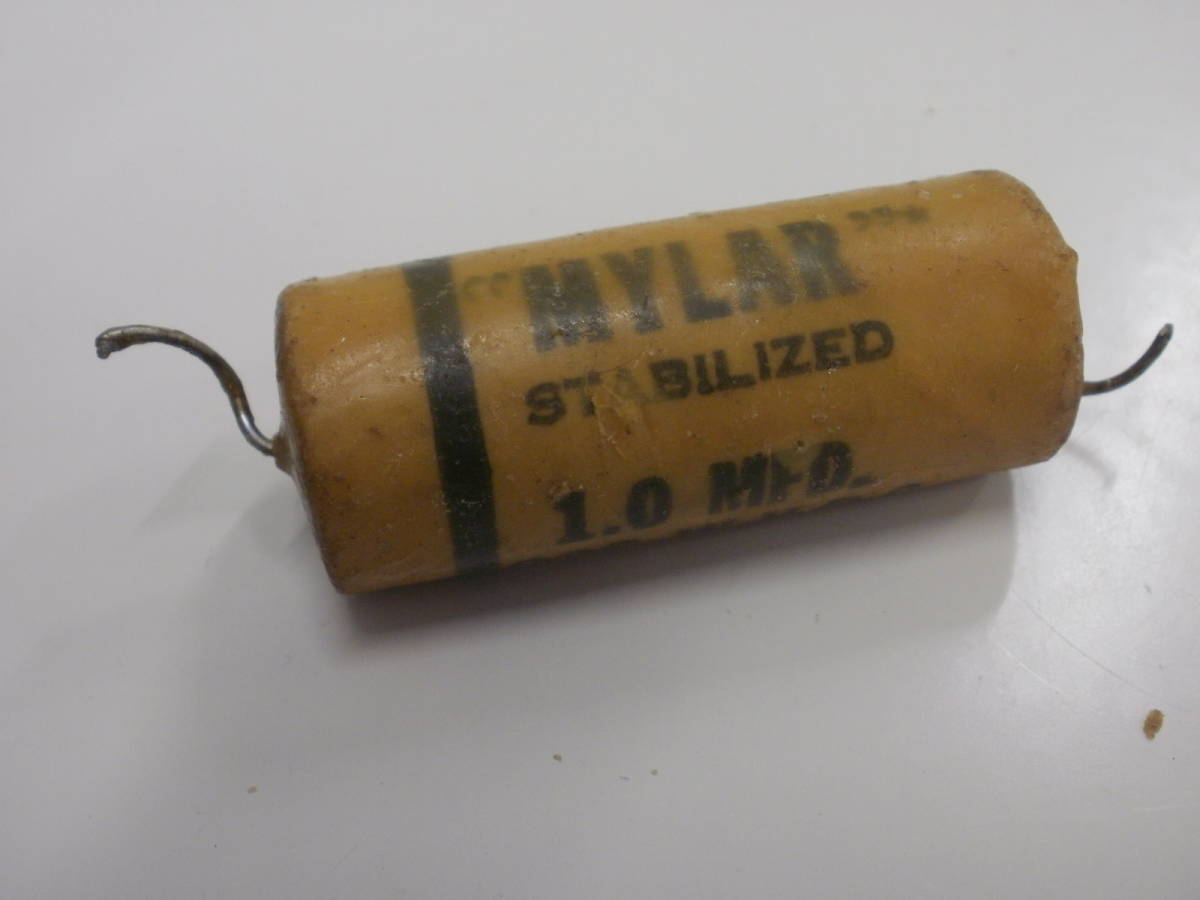 "MYLAR"
STABILIZED
1.0 MFD.